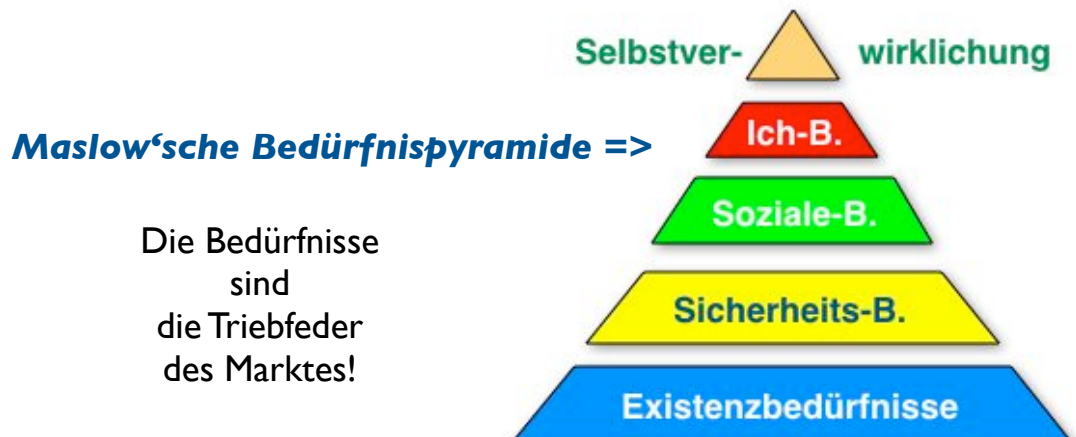 Selbstver- wirklichung
Maslow‘sche Bedürfnispyramide =>
Ich-B.
Soziale-B.
Die Bedürfnisse
sind
die Triebfeder
des Marktes!
Sicherheits-B.
Existenzbedürfnisse